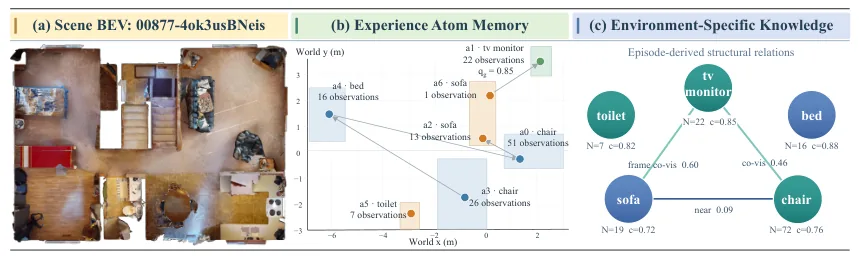 (a) Scene BEV: 00877-4ok3usBNeis
(b) Experience Atom Memory
(c) Environment-Specific Knowledge
World y (m)
3
2
1
0
−1
−2
−3
−6
−4
−2
0
2
World x (m)
a1 · tv monitor
22 observations
qg = 0.85
a4 · bed
16 observations
a6 · sofa
1 observation
a2 · sofa
13 observations
a0 · chair
51 observations
a3 · chair
26 observations
a5 · toilet
7 observations
Episode-derived structural relations
tv
monitor
N=22 c=0.85
toilet
N=7 c=0.82
bed
N=16 c=0.88
frame co-vis 0.60
co-vis 0.46
sofa
N=19 c=0.72
near 0.09
chair
N=72 c=0.76